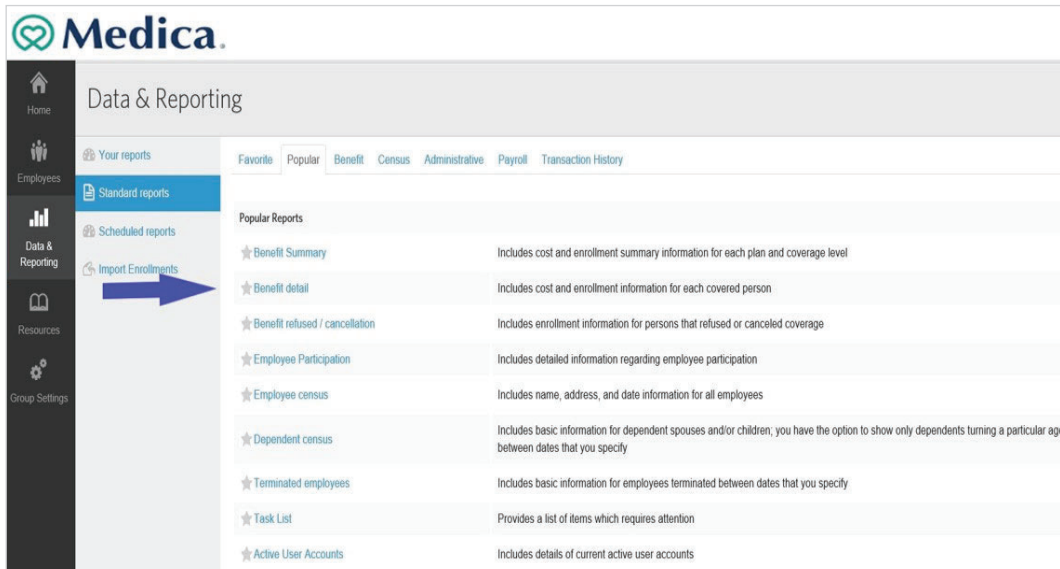 Medica.
Home
Employees
Data &
Reporting
Resources
Group Settings
Data & Reporting
Your reports
Standard reports
Scheduled reports
Import Enrollments
Favorite Popular Benefit Census Administrative Payroll Transaction History
Popular Reports
Benefit Summary Includes cost and enrollment summary information for each plan and coverage level
Benefit detail Includes cost and enrollment information for each covered person
Benefit refused / cancellation Includes enrollment information for persons that refused or canceled coverage
Employee Participation Includes detailed information regarding employee participation
Employee census Includes name, address, and date information for all employees
Dependent census Includes basic information for dependent spouses and/or children; you have the option to show only dependents turning a particular age
between dates that you specify
Terminated employees Includes basic information for employees terminated between dates that you specify
Task List Provides a list of items which requires attention
Active User Accounts Includes details of current active user accounts